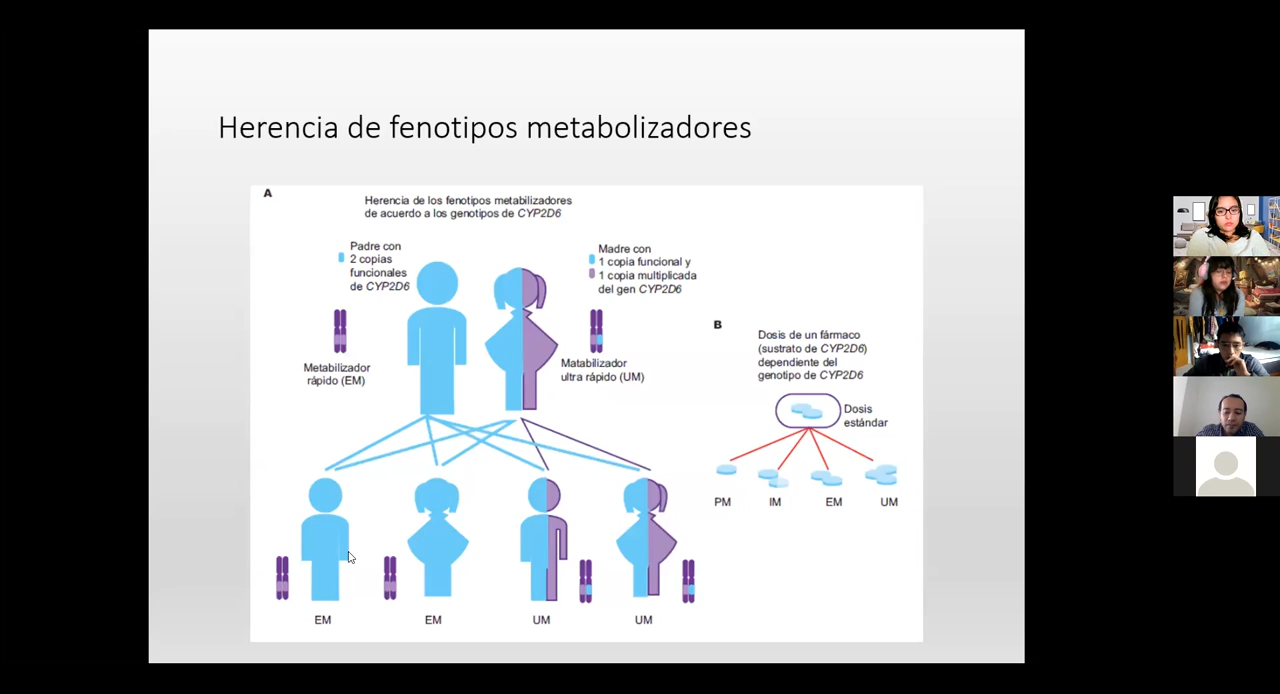 Herencia de fenotipos metabolizadores
A
Herencia de los fenotipos metabilizadores
de acuerdo a los genotipos de CYP2D6
Padre con
2 copias
funcionales
de CYP2D6
Madre con
1 copia funcional y
1 copia multiplicada
del gen CYP2D6
Metabilizador
rápido (EM)
Matabilizador
ultra rápido (UM)
B
Dosis de un fármaco
(sustrato de CYP2D6)
dependiente del
genotipo de CYP2D6
Dosis
estándar
PM IM EM UM
EM EM UM UM